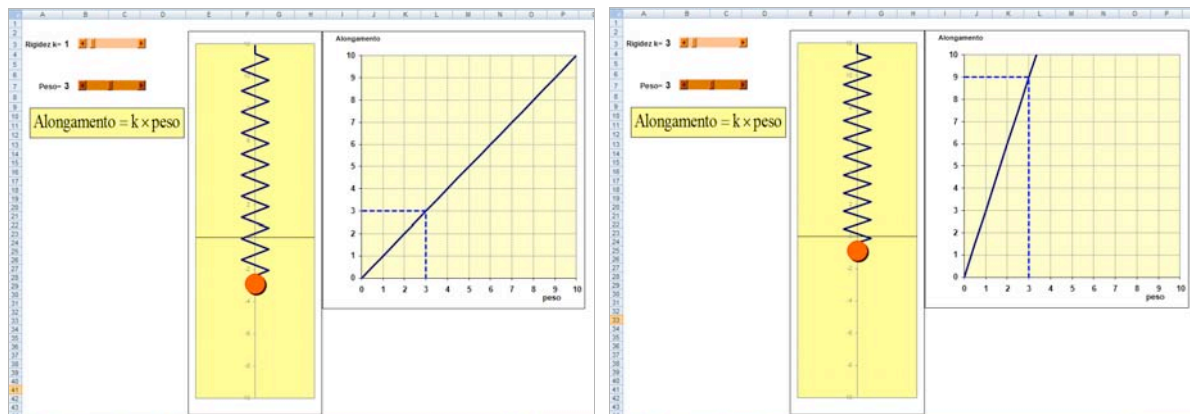 A B C D E F G H I J K L M N O P
Rigidez k= 1
Peso= 3
Alongamento = k × peso
Alongamento
10
9
8
7
6
5
4
3
2
1
0
0 1 2 3 4 5 6 7 8 9 10
peso
A B C D E F G H I J K L M N O P
Rigidez k= 3
Peso= 3
Alongamento = k × peso
Alongamento
10
9
8
7
6
5
4
3
2
1
0
0 1 2 3 4 5 6 7 8 9 10
peso